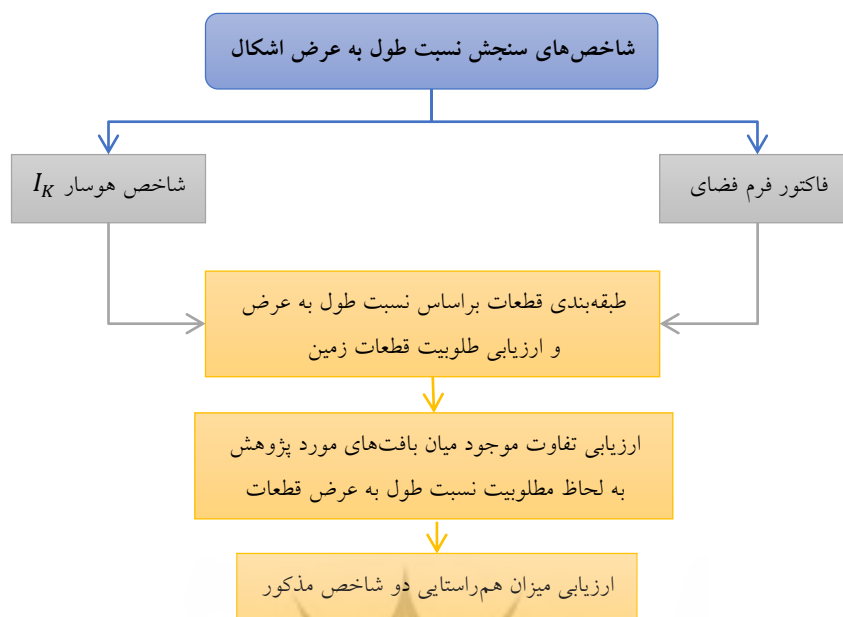 شاخص‌های سنجش نسبت طول به عرض اشکال
فاکتور فرم فضای
شاخص هوسار I_K
طبقه‌بندی قطعات براساس نسبت طول به عرض
و ارزیابی طلوبیت قطعات زمین
ارزیابی تفاوت موجود میان بافت‌های مورد پژوهش
به لحاظ مطلوبیت نسبت طول به عرض قطعات
ارزیابی میزان هم‌راستایی دو شاخص مذکور